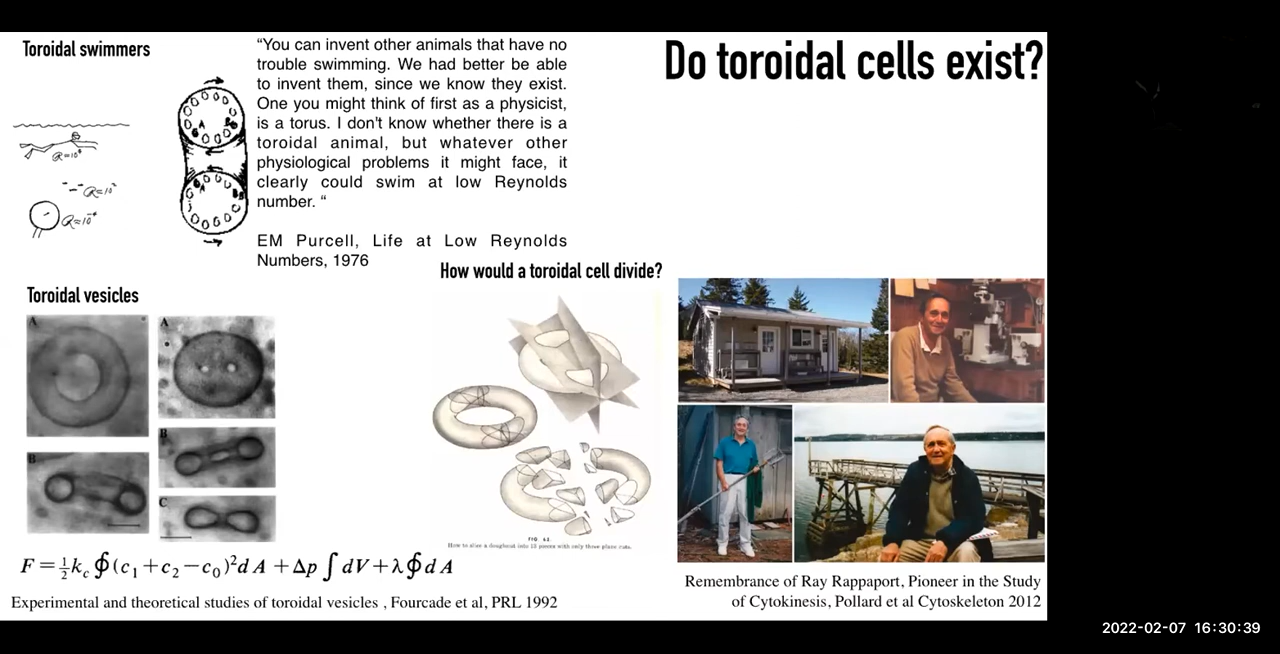 Toroidal swimmers
“You can invent other animals that have no
trouble swimming. We had better be able
to invent them, since we know they exist.
One you might think of first as a physicist,
is a torus. I don't know whether there is a
toroidal animal, but whatever other
physiological problems it might face, it
clearly could swim at low Reynolds
number. “
EM Purcell, Life at Low Reynolds
Numbers, 1976
Do toroidal cells exist?
Toroidal vesicles
A
A
B
B
C
F = ½ k_c ∮(c₁ + c₂ − c₀)² dA + Δp ∫ dV + λ ∮ dA
Experimental and theoretical studies of toroidal vesicles , Fourcade et al, PRL 1992
How would a toroidal cell divide?
How to slice a doughnut into 13 pieces with only three plane cuts.
Remembrance of Ray Rappaport, Pioneer in the Study
of Cytokinesis, Pollard et al Cytoskeleton 2012
2022-02-07 16:30:39